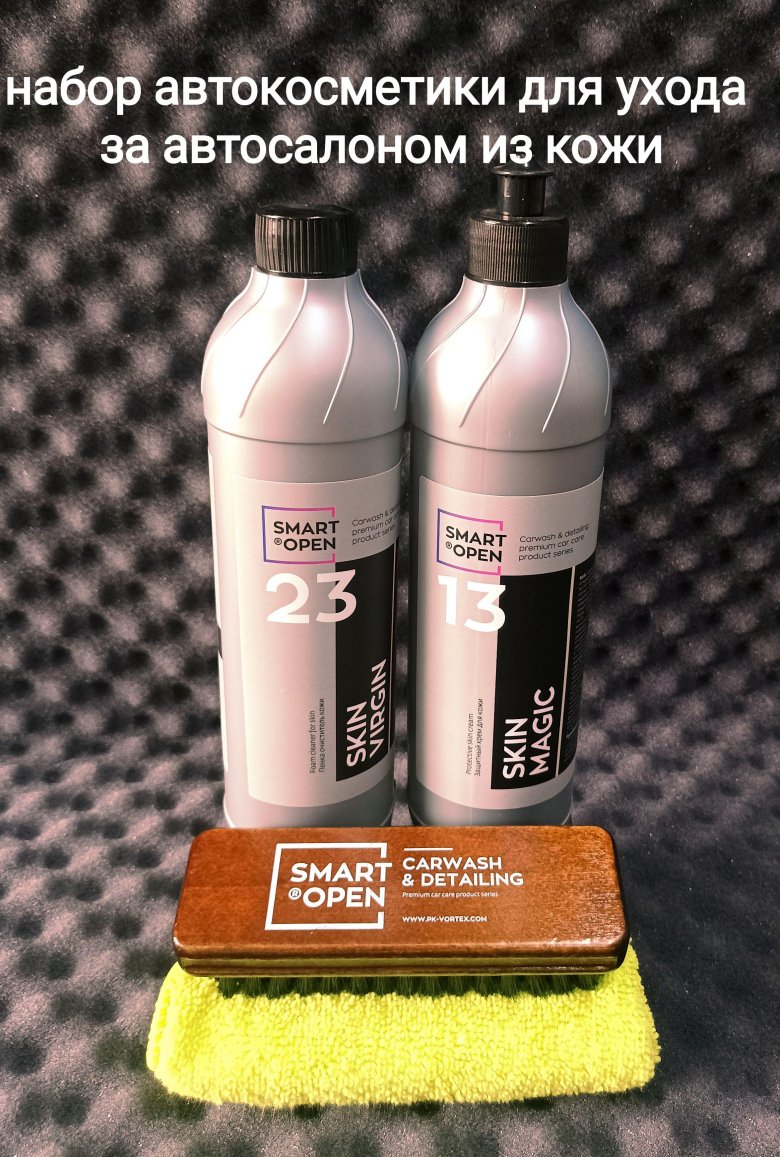 набор автокосметики для ухода
за автосалоном из кожи
SMART
®OPEN
Carwash & detailing
premium car care
product series
23
SKIN
VIRGIN
Foam cleaner for skin
Пенка очиститель кожи
SMART
®OPEN
Carwash & detailing
premium car care
product series
13
SKIN
MAGIC
Protective skin cream
Защитный крем для кожи
SMART
®OPEN
CARWASH
& DETAILING
Premium car care product series
WWW.PK-VORTEX.COM